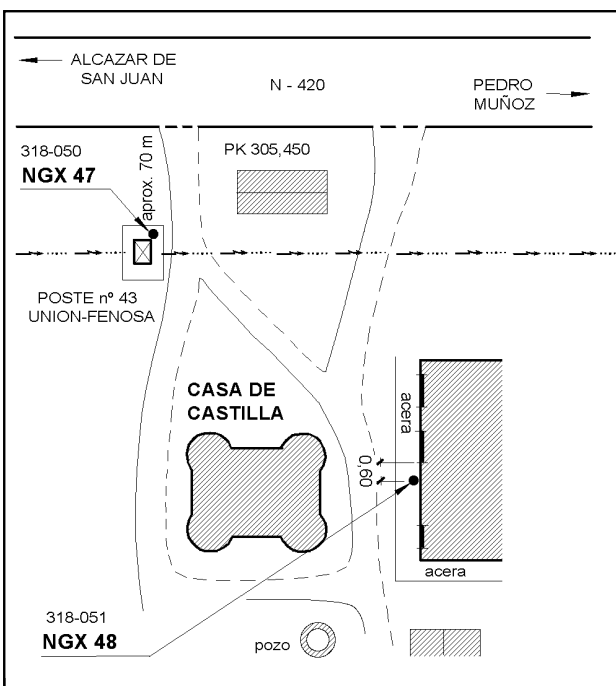 ALCAZAR DE
SAN JUAN
N - 420
PEDRO
MUÑOZ
318-050
NGX 47
aprox. 70 m
PK 305,450
POSTE nº 43
UNION-FENOSA
CASA DE
CASTILLA
acera
0,60
acera
318-051
NGX 48
pozo